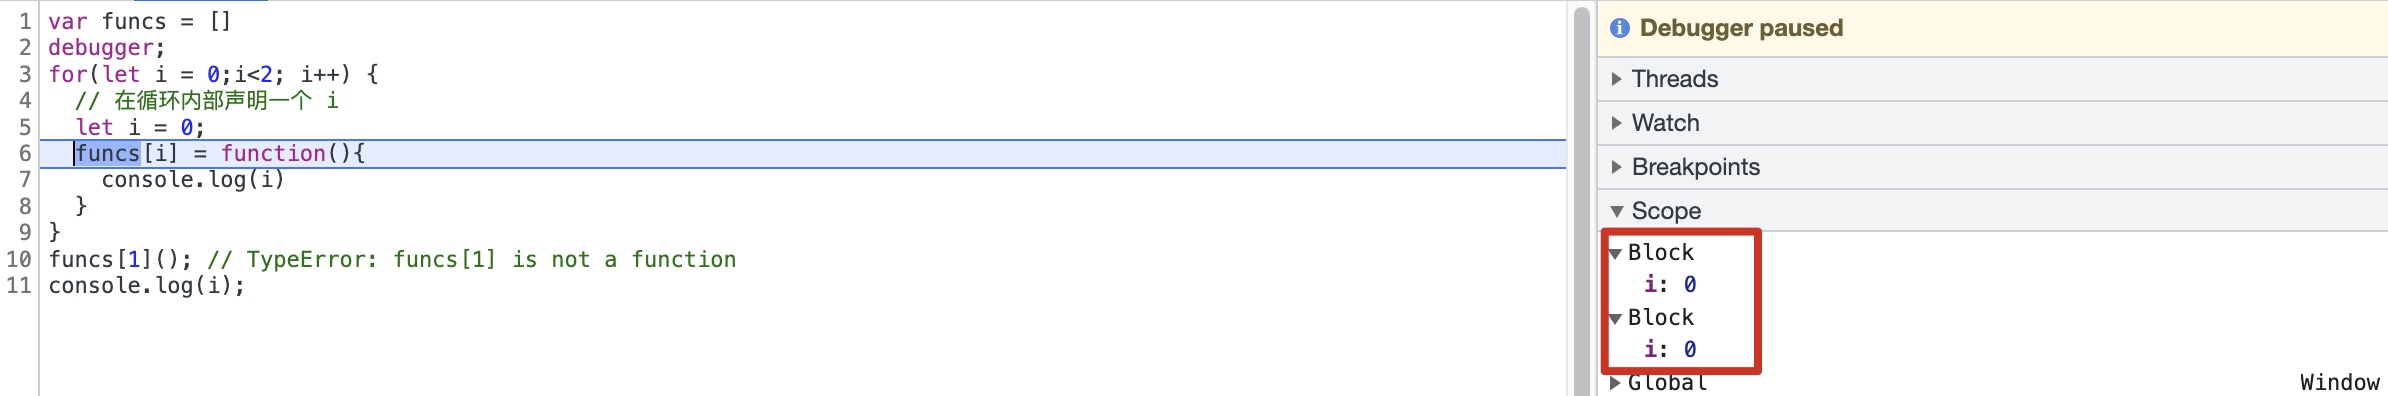 1 var funcs = []
2 debugger;
3 for(let i = 0;i<2; i++) {
4   // 在循环内部声明一个 i
5   let i = 0;
6   funcs[i] = function(){
7     console.log(i)
8   }
9 }
10 funcs[1](); // TypeError: funcs[1] is not a function
11 console.log(i);
Debugger paused
Threads
Watch
Breakpoints
Scope
Block
i: 0
Block
i: 0
Global Window